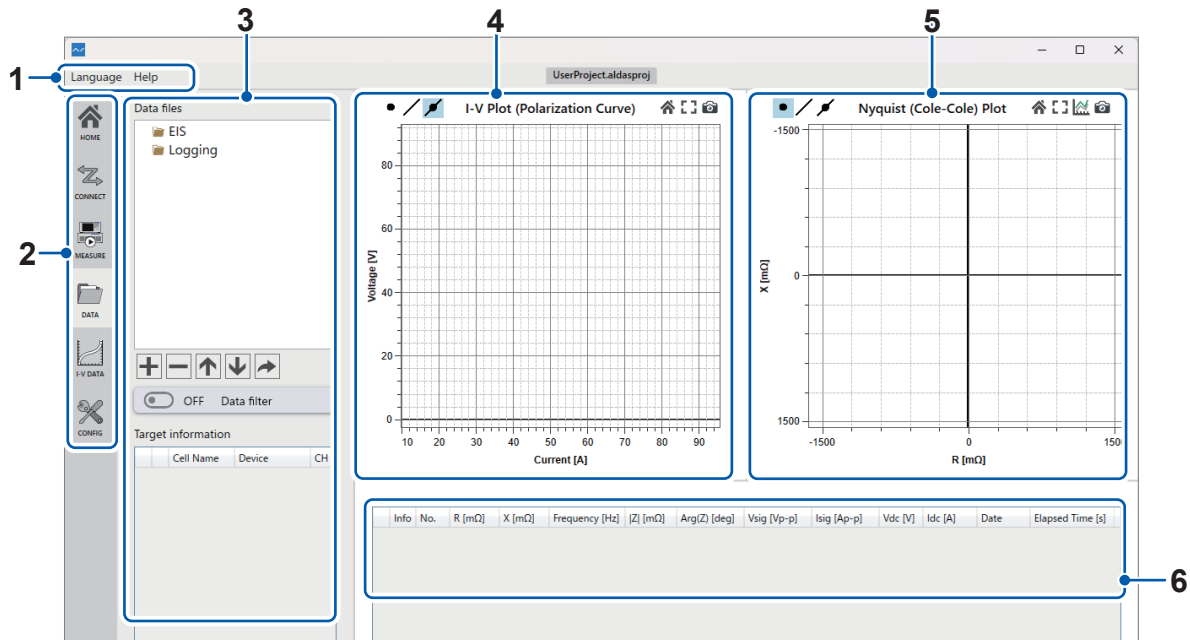 3 4 5
1 Language Help UserProject.aldasproj
2
HOME
CONNECT
MEASURE
DATA
I-V DATA
CONFIG
Data files
EIS
Logging
OFF Data filter
Target information
Cell Name Device CH
I-V Plot (Polarization Curve)
Voltage [V]
80
60
40
20
0
10 20 30 40 50 60 70 80 90
Current [A]
Nyquist (Cole-Cole) Plot
X [mΩ]
-1500
0
1500
-1500 0 150
R [mΩ]
Info No. R [mΩ] X [mΩ] Frequency [Hz] |Z| [mΩ] Arg(Z) [deg] Vsig [Vp-p] Isig [Ap-p] Vdc [V] Idc [A] Date Elapsed Time [s]
6